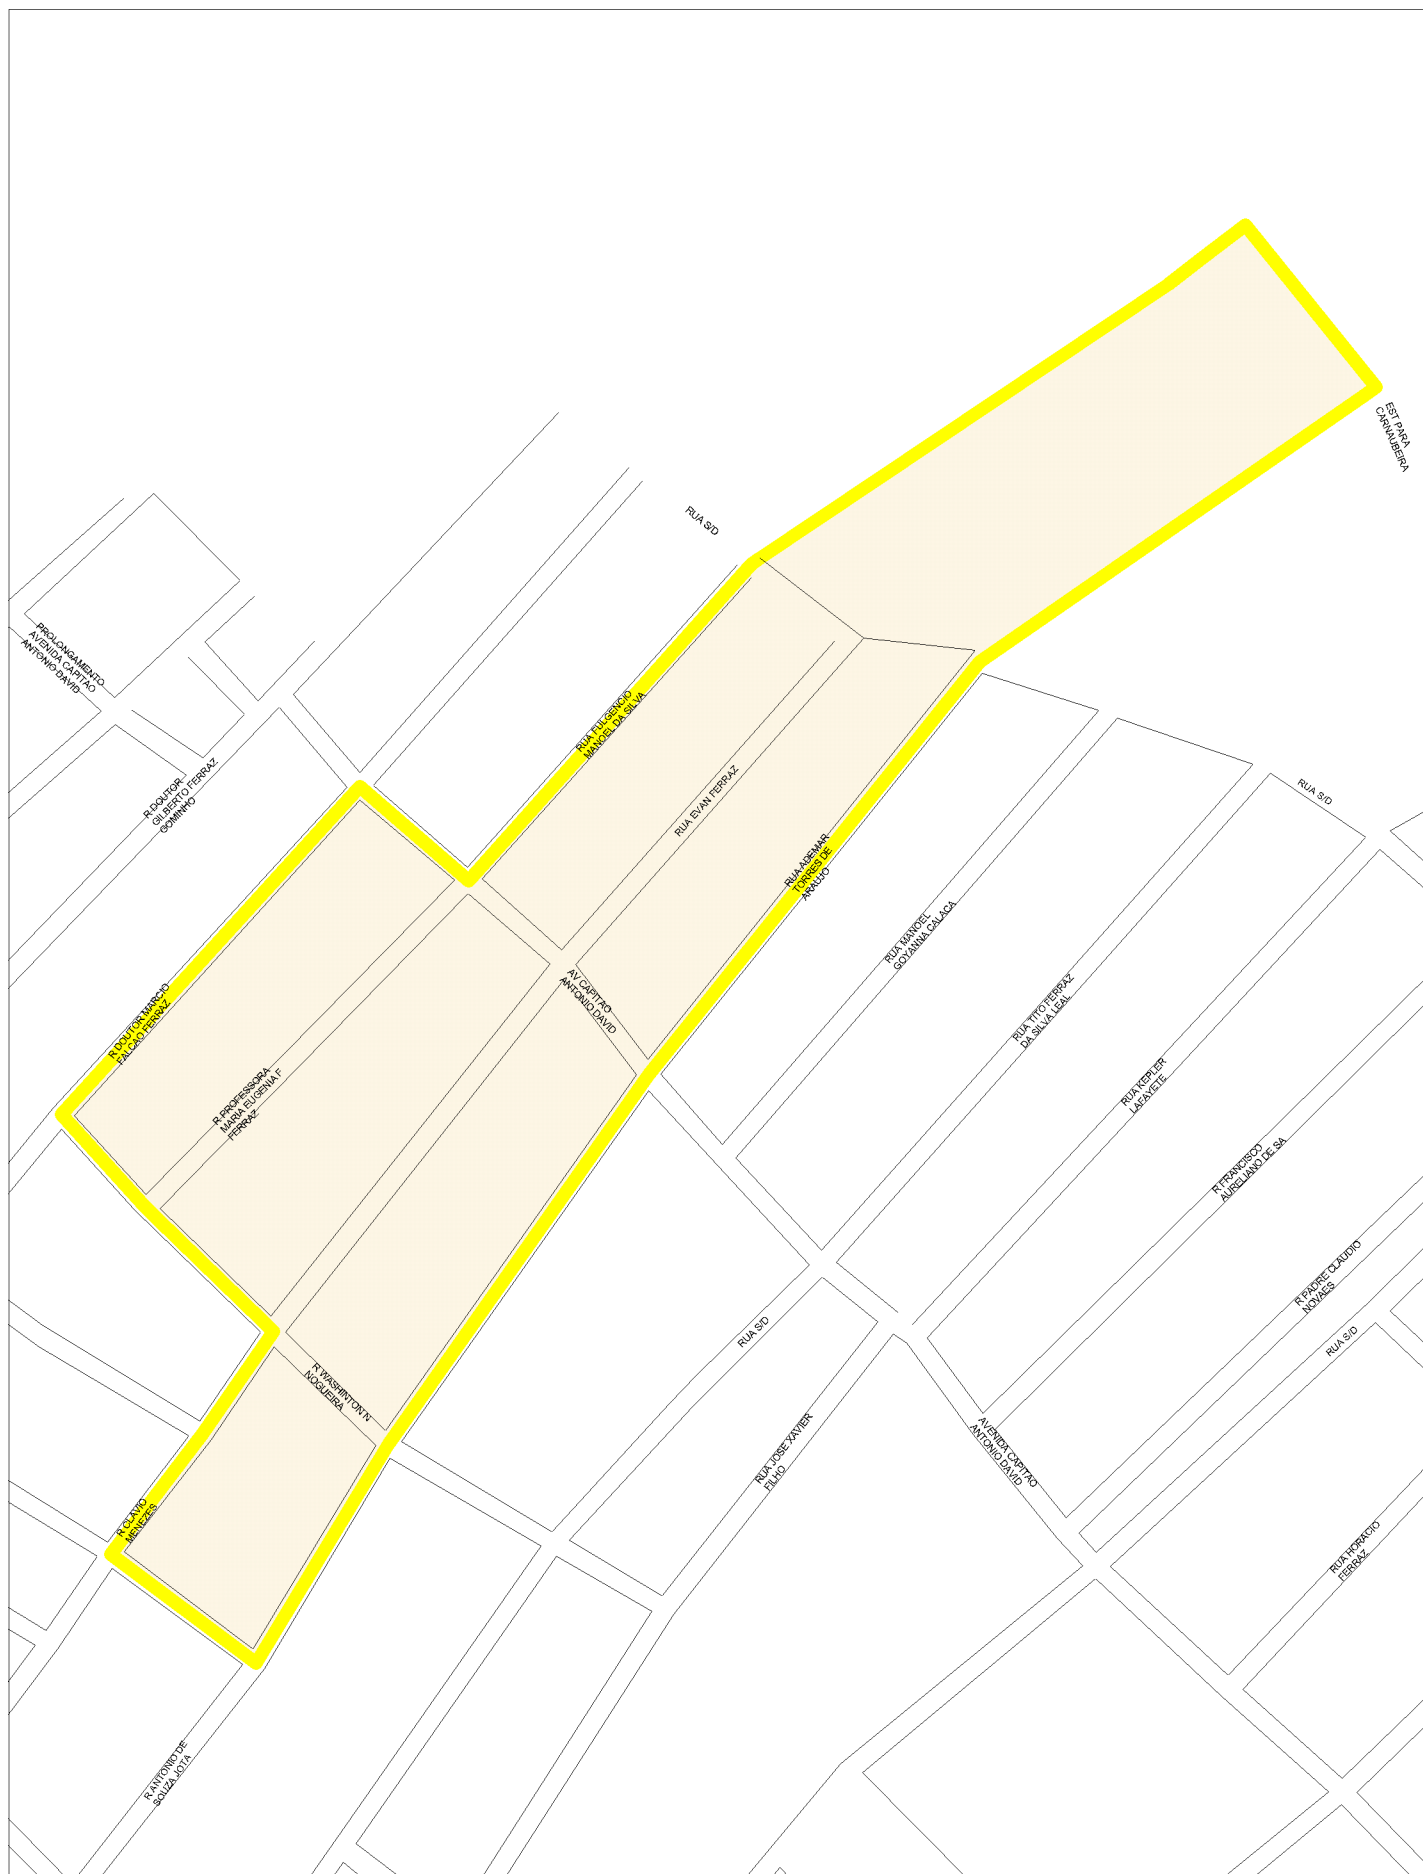 EST PARA
CARNAUBEIRA
RUA S/D
PROLONGAMENTO
AVENIDA CAPITAO
ANTONIO DAVID
RUA FULGENCIO
MANOEL DA SILVA
R DOUTOR
GILBERTO FERRAZ
GOMINHO
RUA EVAN FERRAZ
RUA S/D
RUA ADEMAR
TORRES DE
ARAUJO
RUA MANOEL
GOYANNA CALACA
AV CAPITAO
ANTONIO DAVID
R DOUTOR MARCIO
FALCAO FERRAZ
RUA TITO FERRAZ
DA SILVA LEAL
R PROFESSORA
MARIA EUGENIA F
FERRAZ
RUA KEPLER
LAFAYETE
R FRANCISCO
AURELIANO DE SA
R PADRE CLAUDIO
NOVAES
RUA S/D
RUA S/D
R WASHINTON N
NOGUEIRA
RUA JOSE XAVIER
FILHO
AVENIDA CAPITAO
ANTONIO DAVID
R CLAVIO
MENEZES
RUA HORACIO
FERRAZ
R ANTONIO DE
SOUZA JOTA